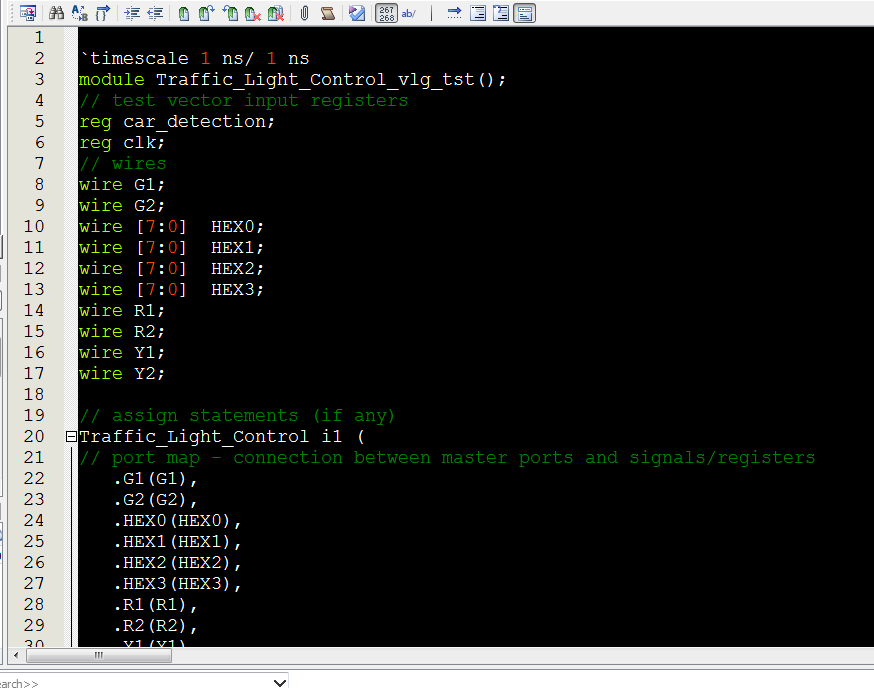 267
268
ab/
1
2 `timescale 1 ns/ 1 ns
3 module Traffic_Light_Control_vlg_tst();
4 // test vector input registers
5 reg car_detection;
6 reg clk;
7 // wires
8 wire G1;
9 wire G2;
10 wire [7:0]  HEX0;
11 wire [7:0]  HEX1;
12 wire [7:0]  HEX2;
13 wire [7:0]  HEX3;
14 wire R1;
15 wire R2;
16 wire Y1;
17 wire Y2;
18
19 // assign statements (if any)
20 Traffic_Light_Control i1 (
21 // port map - connection between master ports and signals/registers
22 .G1(G1),
23 .G2(G2),
24 .HEX0(HEX0),
25 .HEX1(HEX1),
26 .HEX2(HEX2),
27 .HEX3(HEX3),
28 .R1(R1),
29 .R2(R2),
30 .Y1(Y1)
earch>>